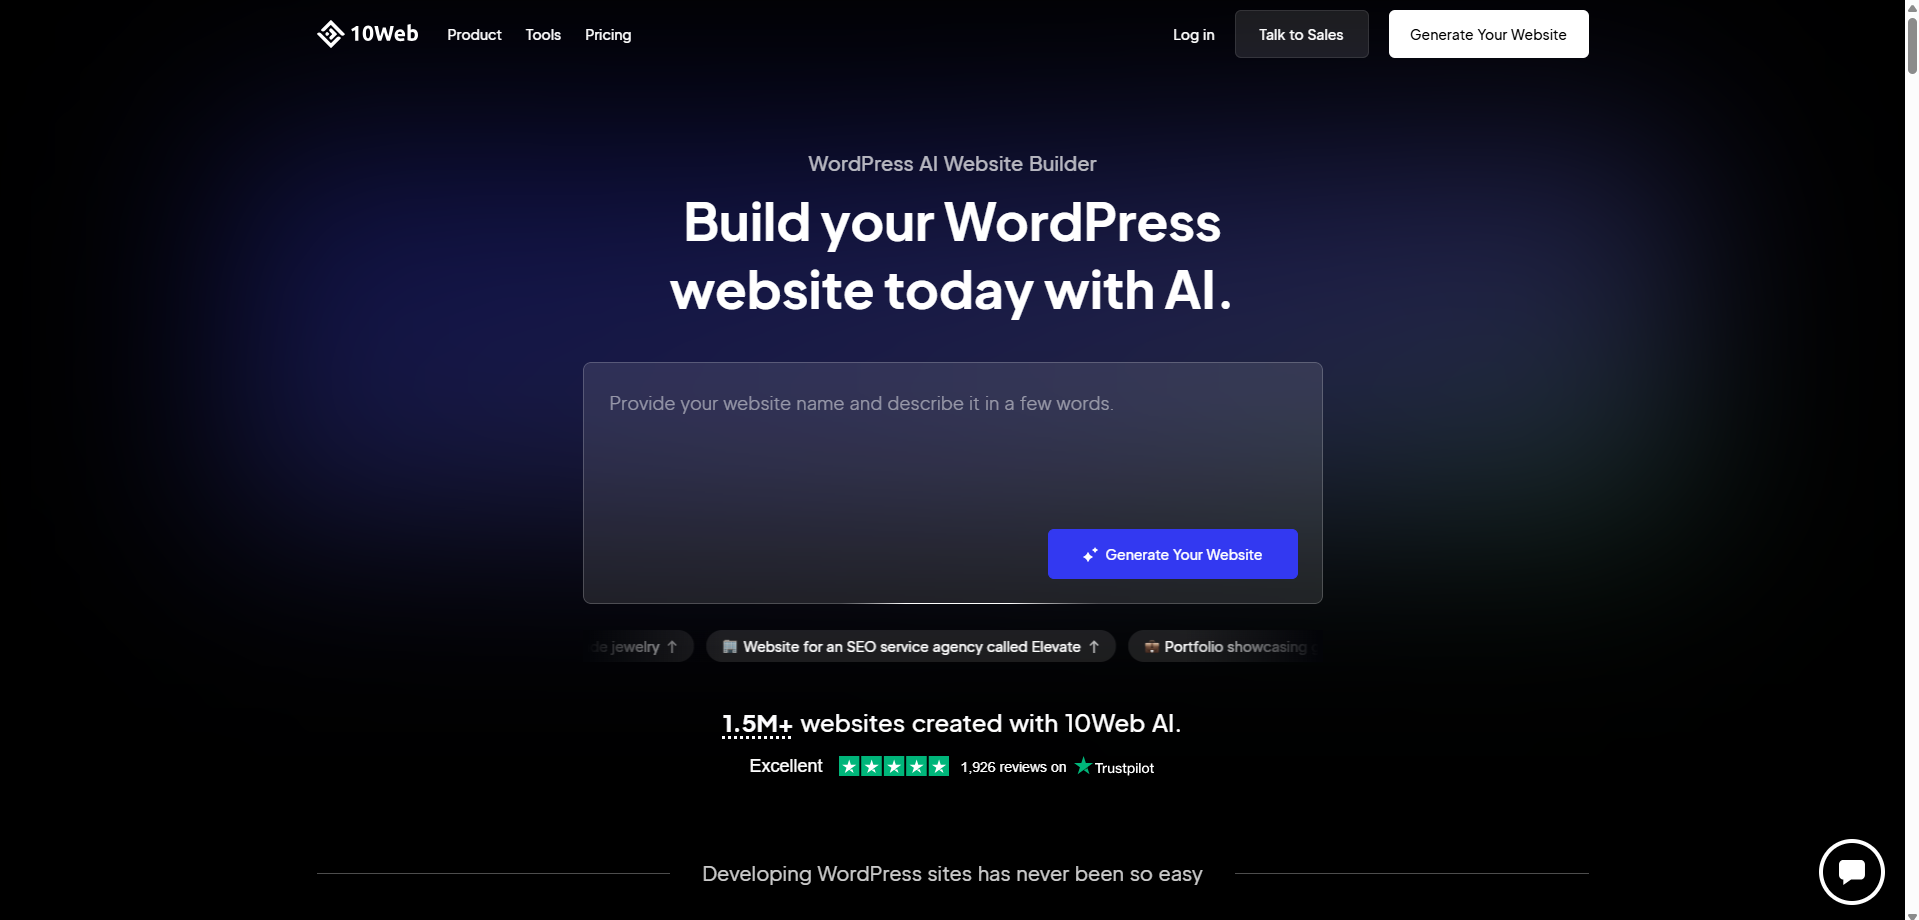 10Web
Product Tools Pricing
Log in Talk to Sales Generate Your Website
WordPress AI Website Builder
Build your WordPress
website today with AI.
Provide your website name and describe it in a few words.
Generate Your Website
jewelry ↑ Website for an SEO service agency called Elevate ↑ Portfolio showcasing
1.5M+ websites created with 10Web AI.
Excellent 1,926 reviews on Trustpilot
Developing WordPress sites has never been so easy